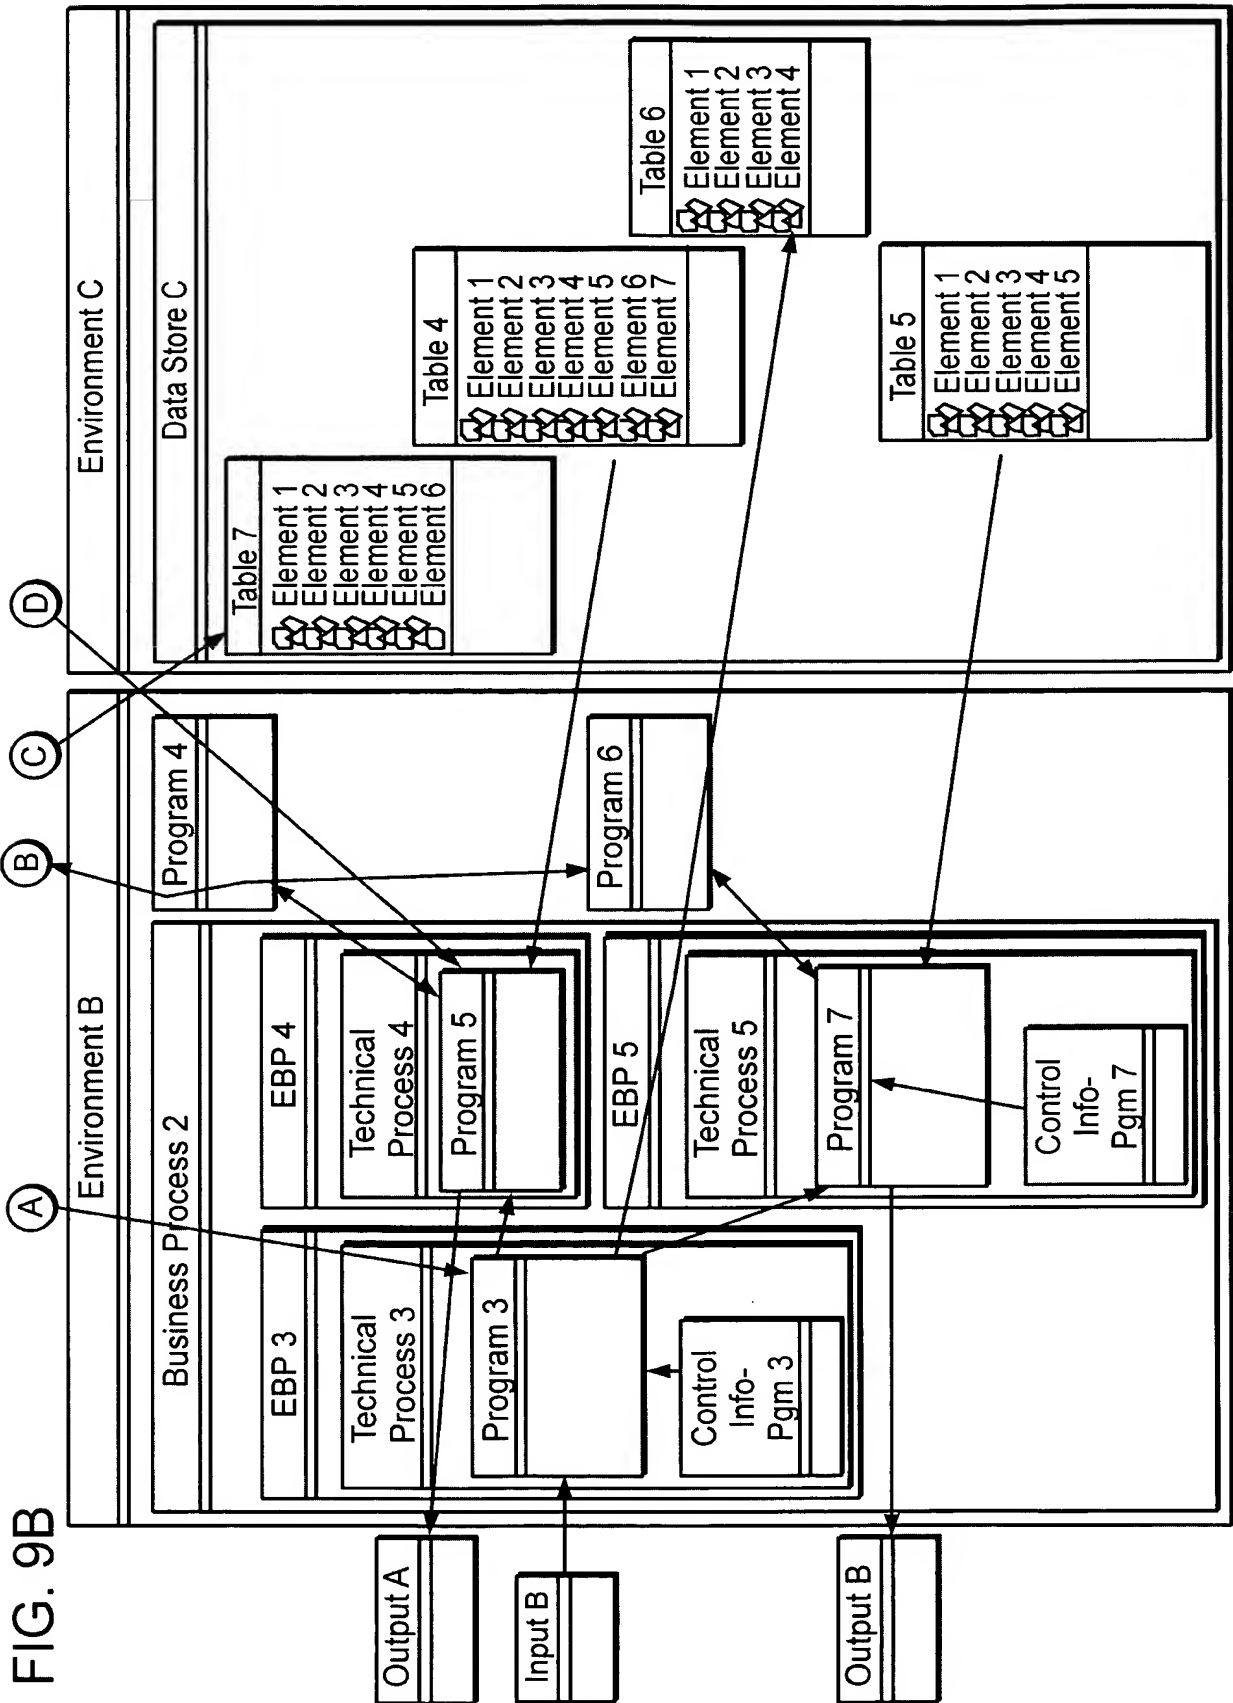 FIG. 9B
A
B
C
D
Environment B
Business Process 2
EBP 3
Technical
Process 3
Program 3
Control
Info-
Pgm 3
EBP 4
Technical
Process 4
Program 5
EBP 5
Technical
Process 5
Program 7
Control
Info-
Pgm 7
Program 4
Program 6
Output A
Input B
Output B
Environment C
Data Store C
Table 7
Element 1
Element 2
Element 3
Element 4
Element 5
Element 6
Table 4
Element 1
Element 2
Element 3
Element 4
Element 5
Element 6
Element 7
Table 6
Element 1
Element 2
Element 3
Element 4
Table 5
Element 1
Element 2
Element 3
Element 4
Element 5